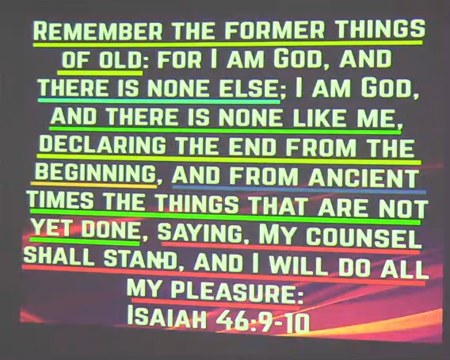 REMEMBER THE FORMER THINGS
OF OLD: FOR I AM GOD, AND
THERE IS NONE ELSE; I AM GOD,
AND THERE IS NONE LIKE ME,
DECLARING THE END FROM THE
BEGINNING, AND FROM ANCIENT
TIMES THE THINGS THAT ARE NOT
YET DONE, SAYING, MY COUNSEL
SHALL STAND, AND I WILL DO ALL
MY PLEASURE:
ISAIAH 46:9-10